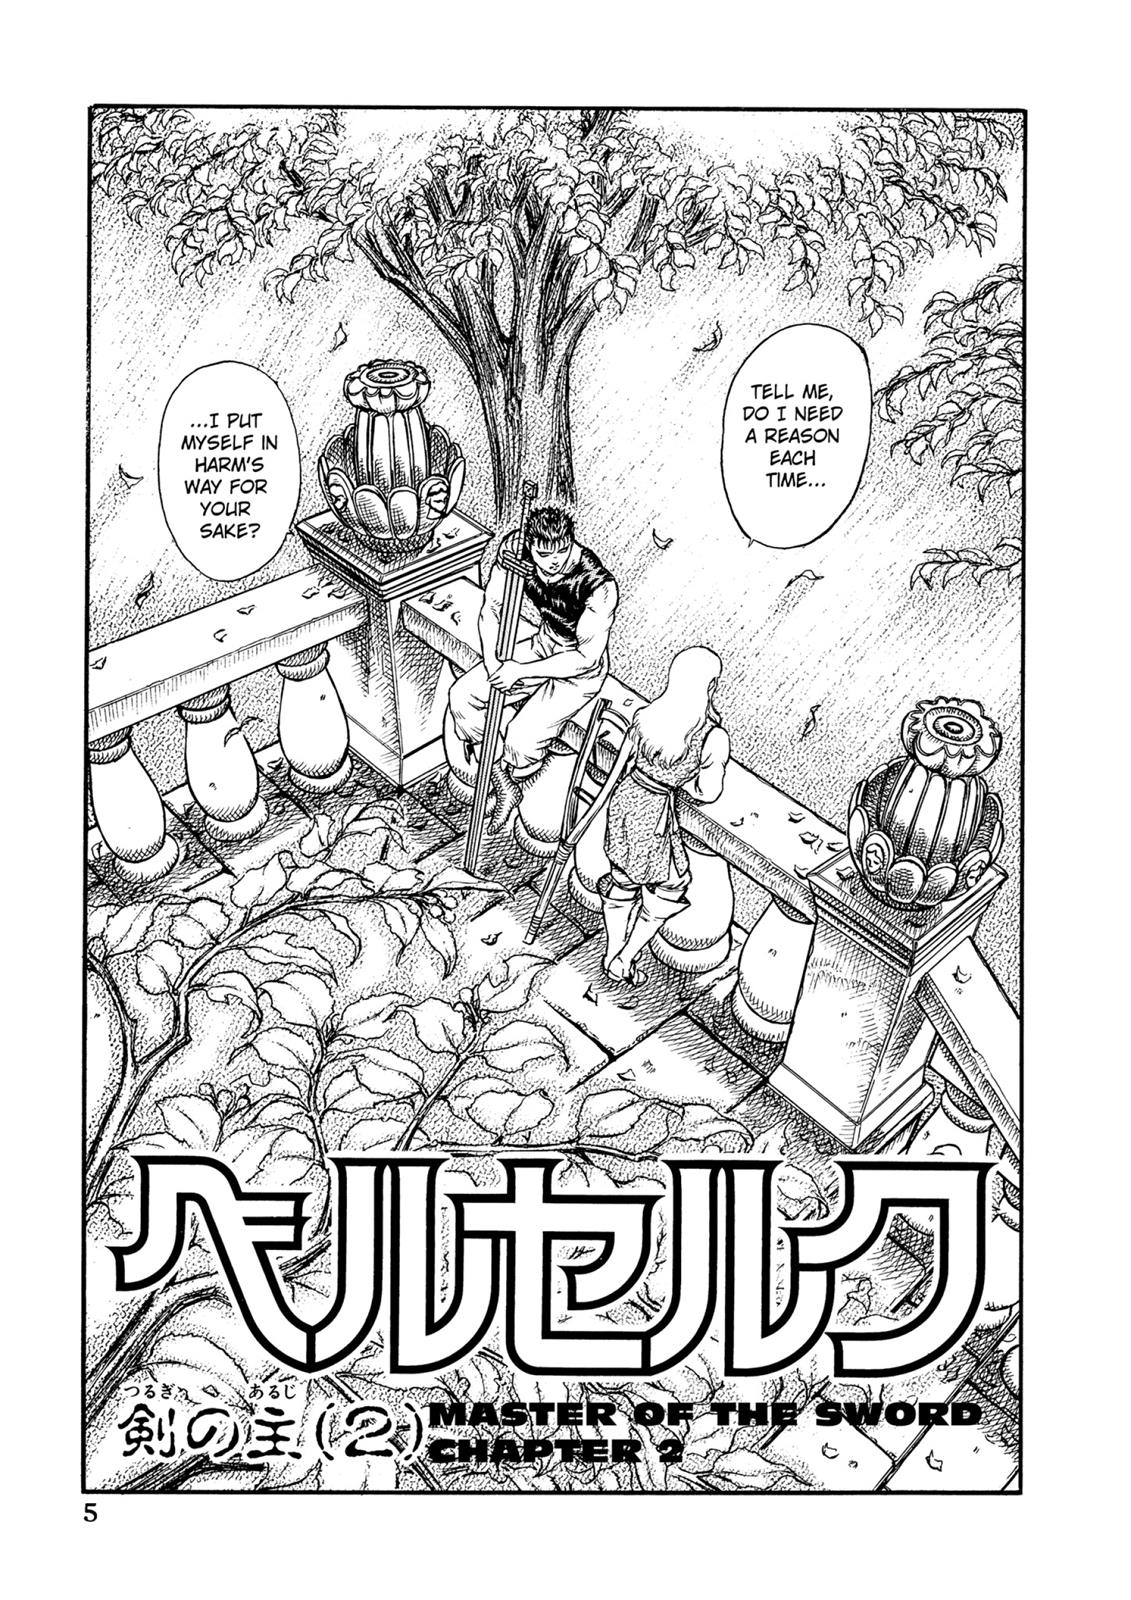 TELL ME,
DO I NEED
A REASON
EACH
TIME...
...I PUT
MYSELF IN
HARM'S
WAY FOR
YOUR
SAKE?
ベルセルク
つるぎ あるじ
剣の主(2)
MASTER OF THE SWORD
CHAPTER 2
5